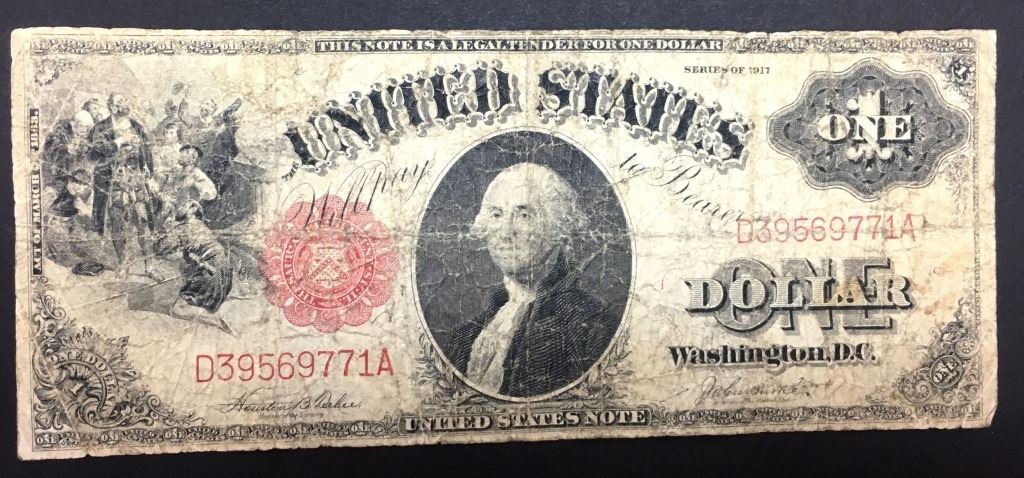 THIS NOTE IS A LEGAL TENDER FOR ONE DOLLAR
SERIES OF 1917
UNITED STATES
ONE
Will pay to Bearer
ACT OF MARCH 3, 1863.
D39569771A
ONE
DOLLAR
Washington, D.C.
D39569771A
UNITED STATES NOTE